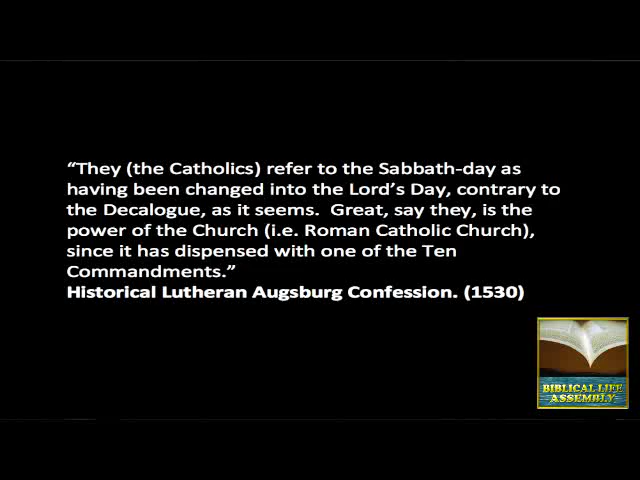 “They (the Catholics) refer to the Sabbath-day as
having been changed into the Lord’s Day, contrary to
the Decalogue, as it seems.  Great, say they, is the
power of the Church (i.e. Roman Catholic Church),
since it has dispensed with one of the Ten
Commandments.”
Historical Lutheran Augsburg Confession. (1530)
BIBLICAL LIFE
ASSEMBLY